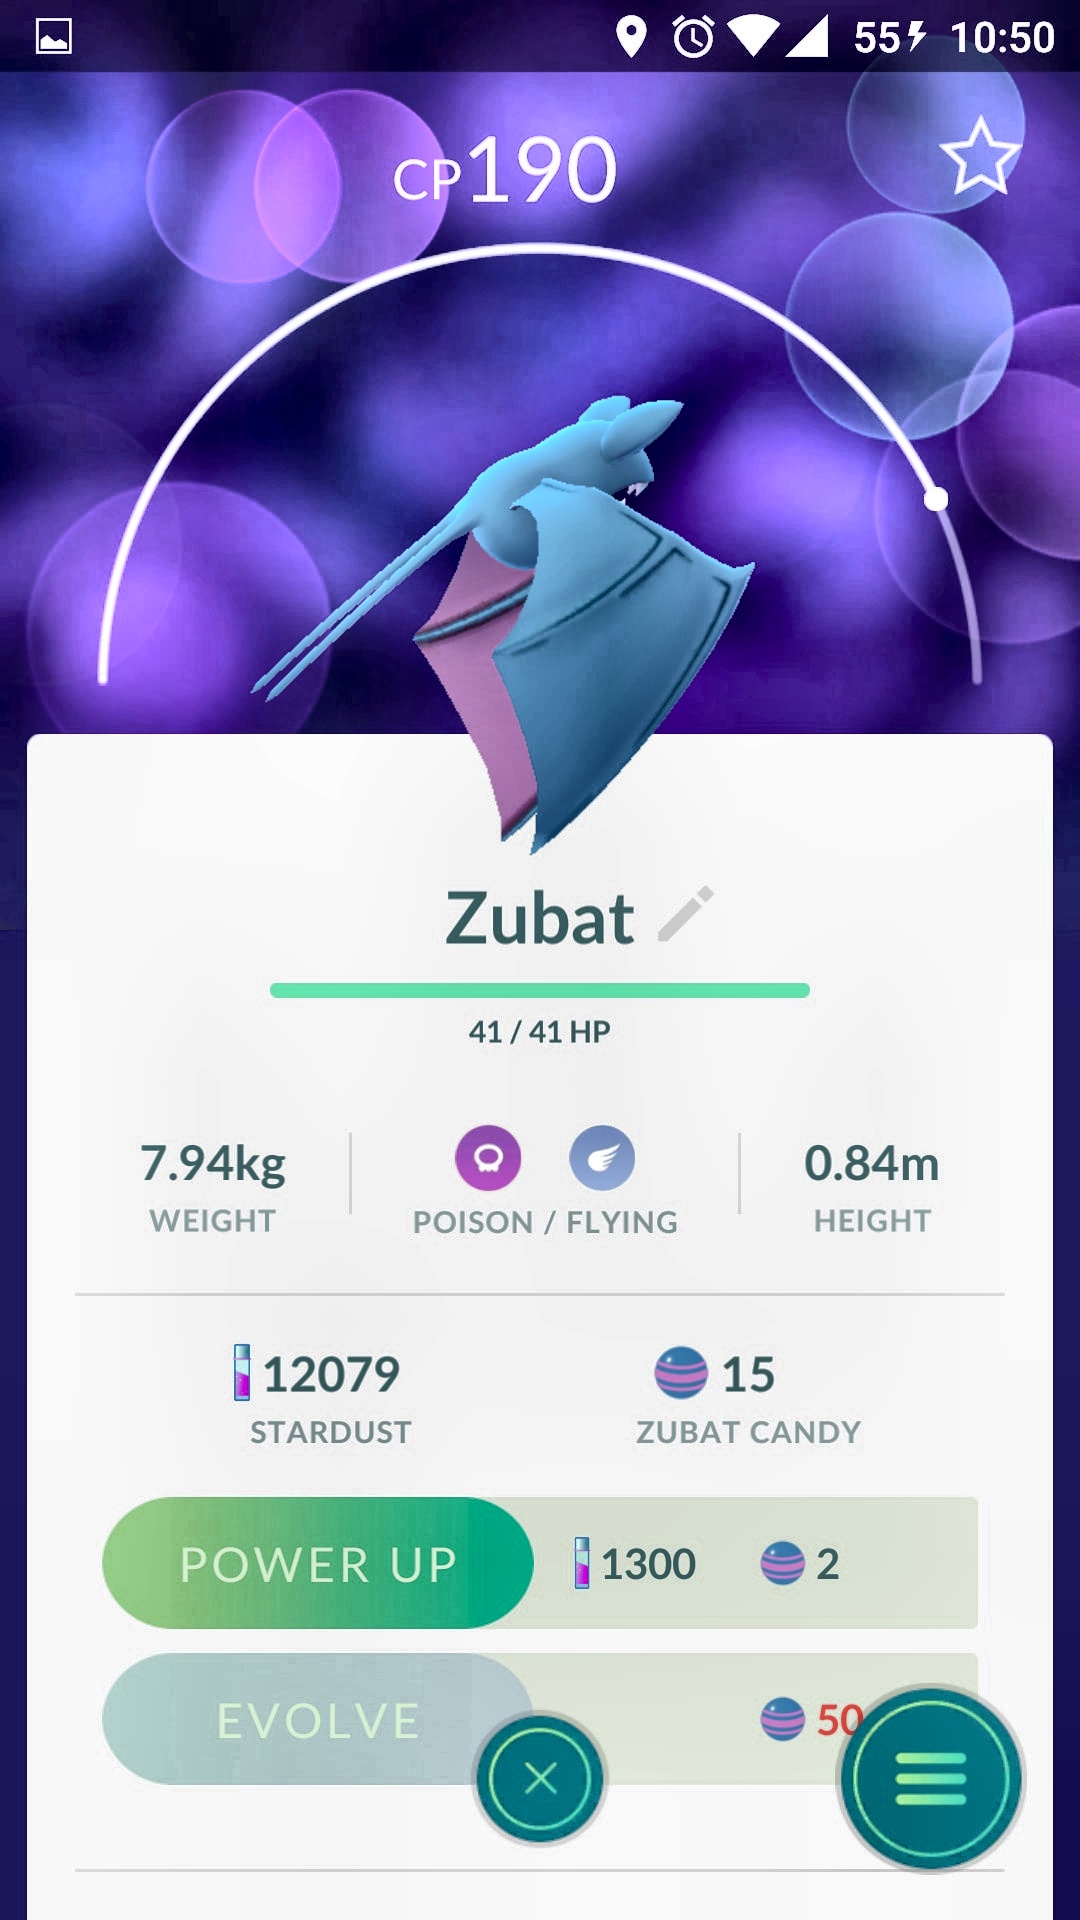 55 10:50
CP190
Zubat
41 / 41 HP
7.94kg
WEIGHT
POISON / FLYING
0.84m
HEIGHT
12079
STARDUST
15
ZUBAT CANDY
POWER UP 1300 2
EVOLVE 50